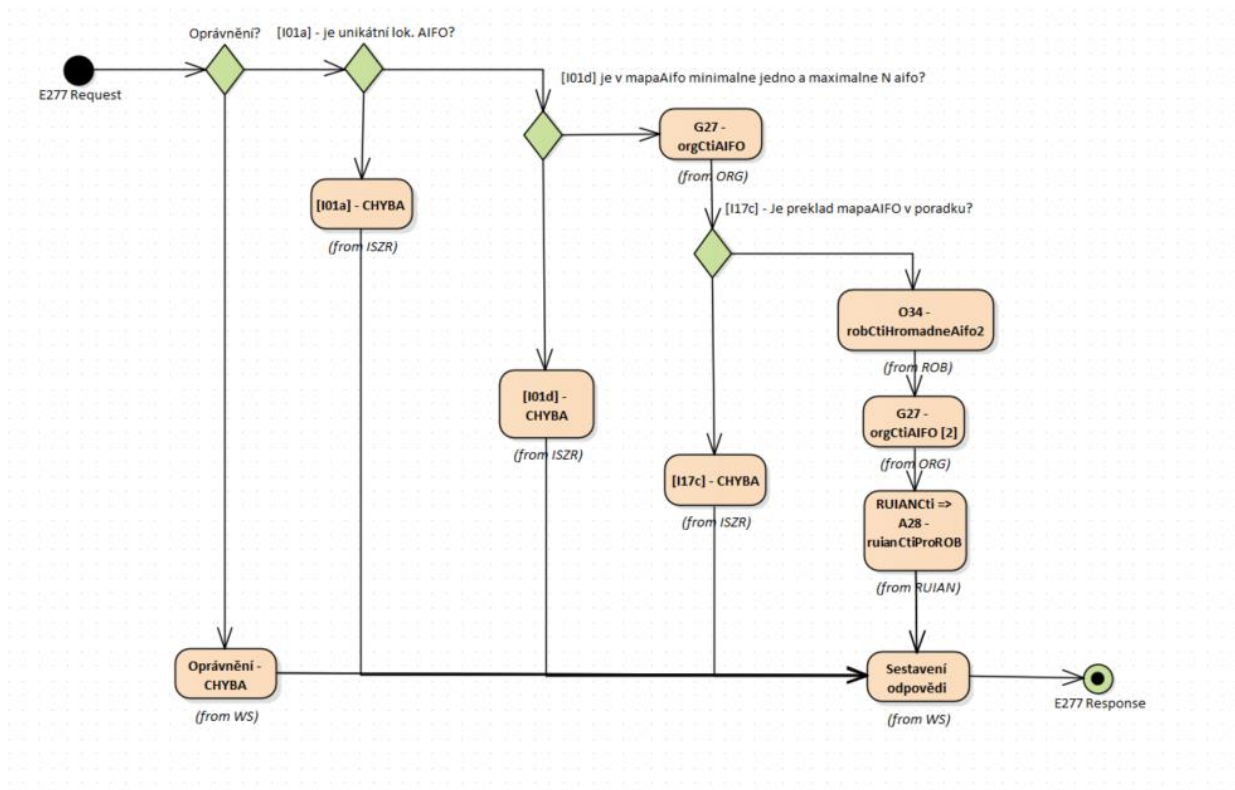 Oprávnění?
[I01a] - je unikátní lok. AIFO?
E277 Request
[I01d] je v mapaAifo minimalne jedno a maximalne N aifo?
G27 -
orgCtiAIFO
(from ORG)
[I01a] - CHYBA
(from ISZR)
[I17c] - Je preklad mapaAIFO v poradku?
O34 -
robCtiHromadneAifo2
(from ROB)
[I01d] -
CHYBA
(from ISZR)
G27 -
orgCtiAIFO [2]
(from ORG)
[I17c] - CHYBA
(from ISZR)
RUIANCti =>
A28 -
ruianCtiProROB
(from RUIAN)
Oprávnění -
CHYBA
(from WS)
Sestavení
odpovědi
(from WS)
E277 Response